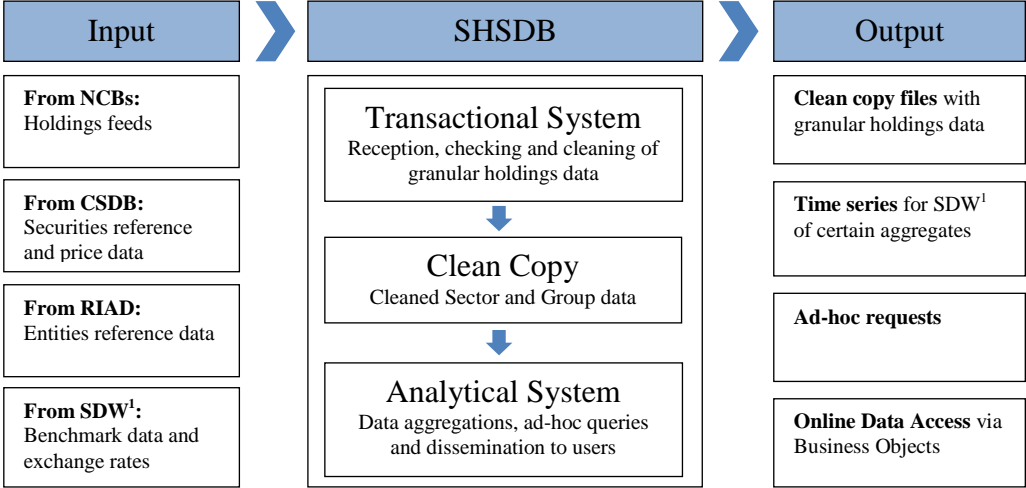 Input
SHSDB
Output
From NCBs:
Holdings feeds
From CSDB:
Securities reference
and price data
From RIAD:
Entities reference data
From SDW¹:
Benchmark data and
exchange rates
Transactional System
Reception, checking and cleaning of
granular holdings data
Clean Copy
Cleaned Sector and Group data
Analytical System
Data aggregations, ad-hoc queries
and dissemination to users
Clean copy files with
granular holdings data
Time series for SDW¹
of certain aggregates
Ad-hoc requests
Online Data Access via
Business Objects